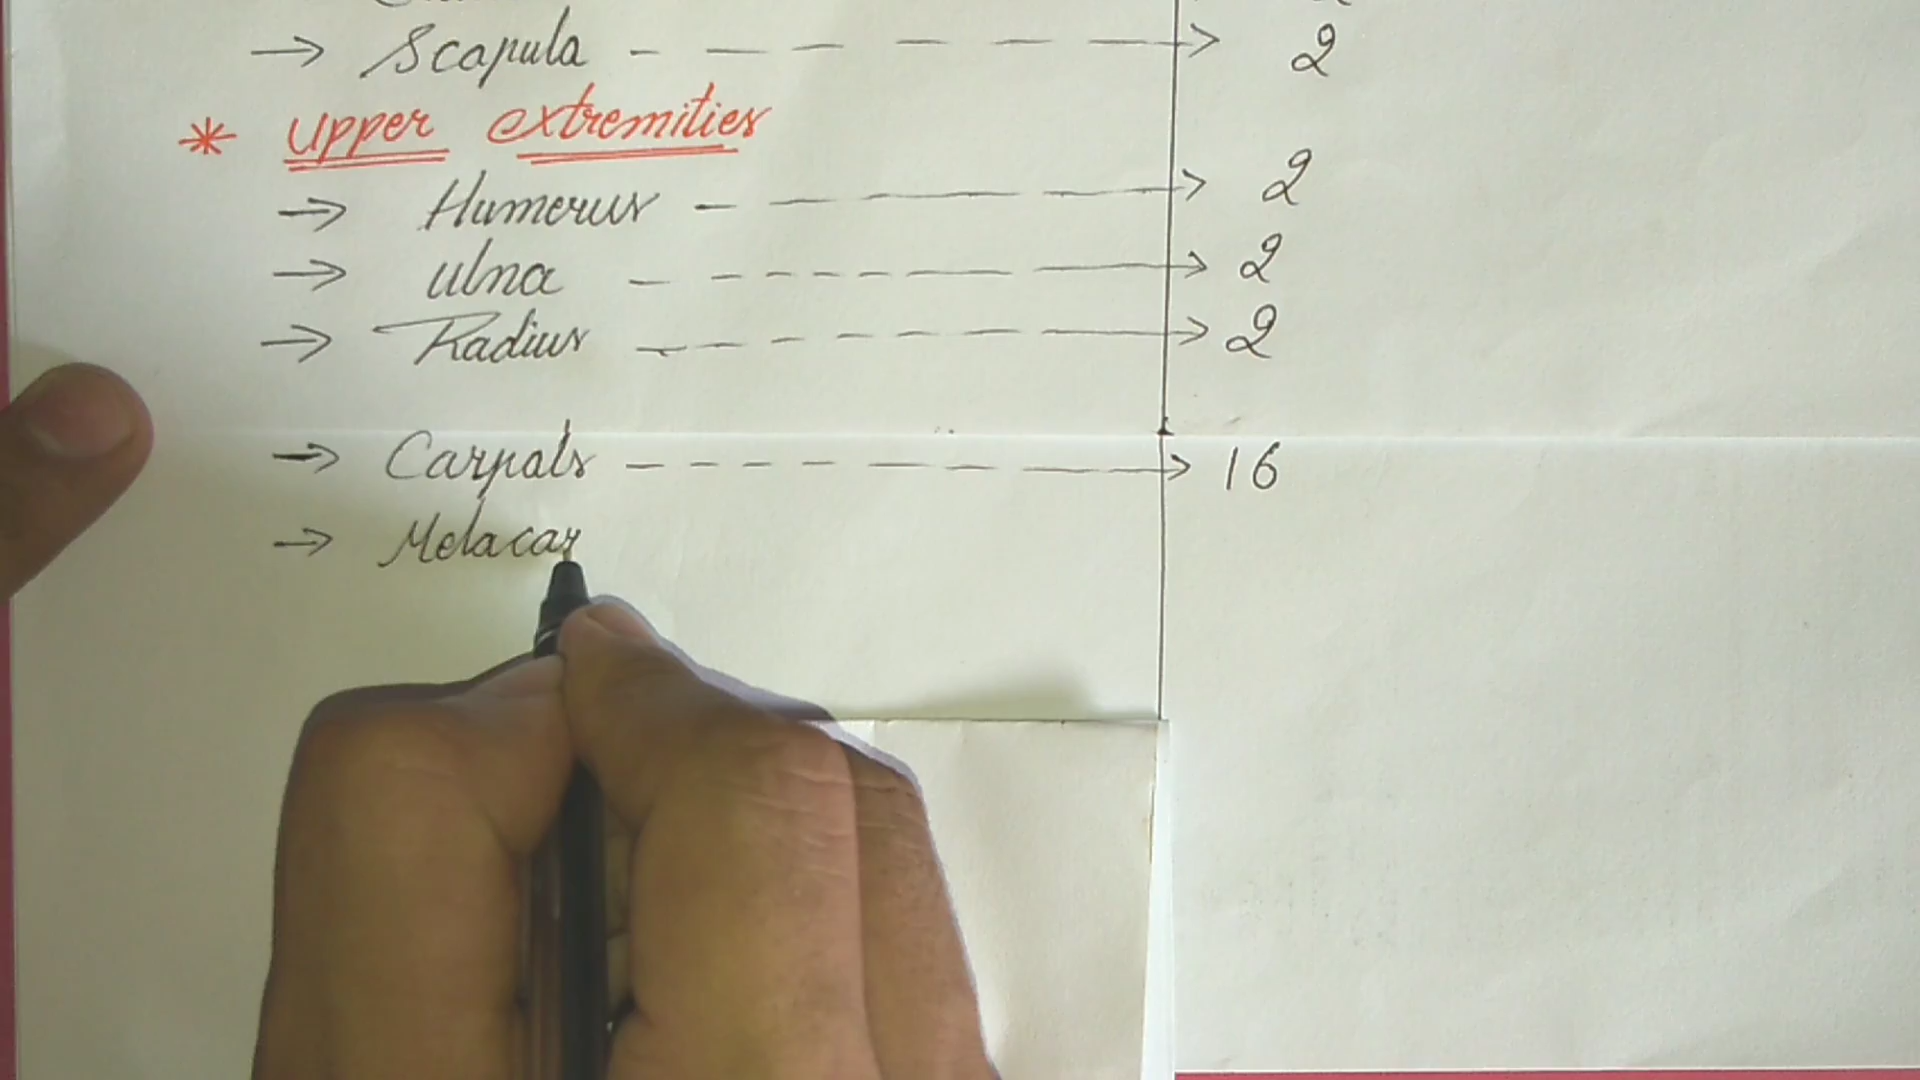 → Scapula - - - - - → 2
* Upper extremities
→ Humerus - - - → 2
→ ulna - - - - - - → 2
→ Radius - - - - - → 2
→ Carpals - - - - - - → 16
→ Metacar